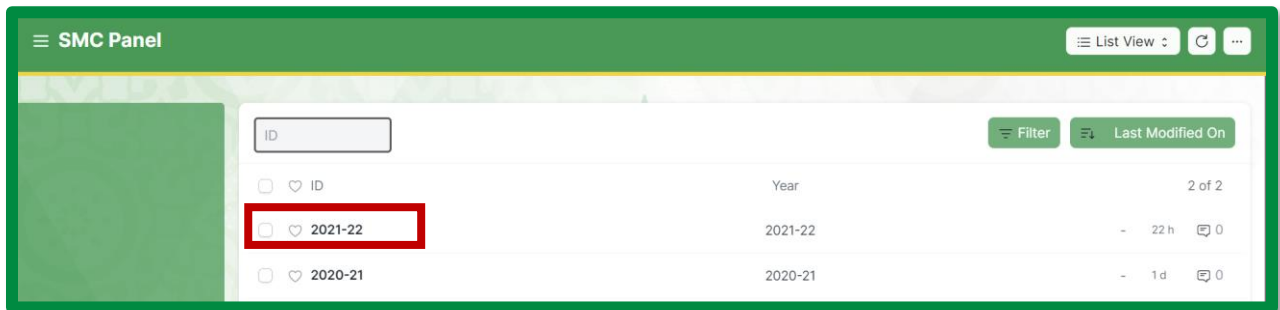 SMC Panel List View ...
ID Filter Last Modified On
ID Year 2 of 2
2021-22 2021-22 - 22 h 0
2020-21 2020-21 - 1 d 0